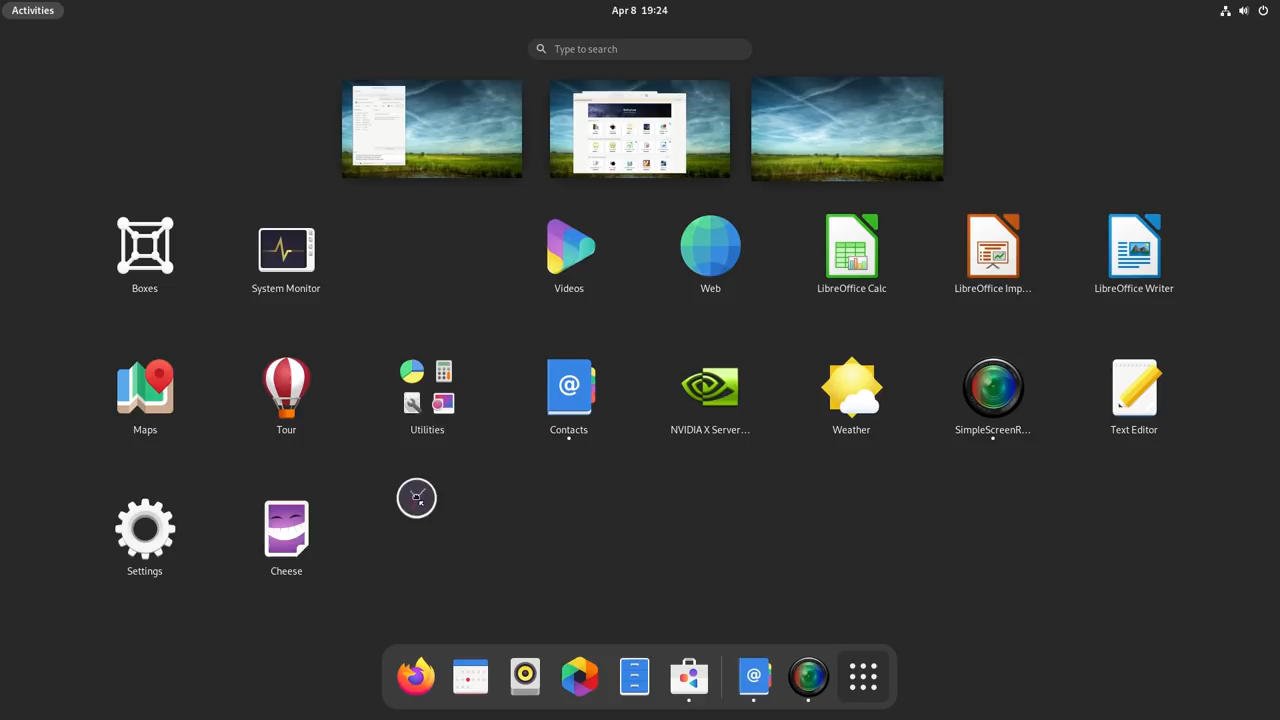 Activities
Apr 8 19:24
Type to search
Boxes
System Monitor
Videos
Web
LibreOffice Calc
LibreOffice Imp...
LibreOffice Writer
Maps
Tour
Utilities
Contacts
NVIDIA X Server...
Weather
SimpleScreenR...
Text Editor
Settings
Cheese